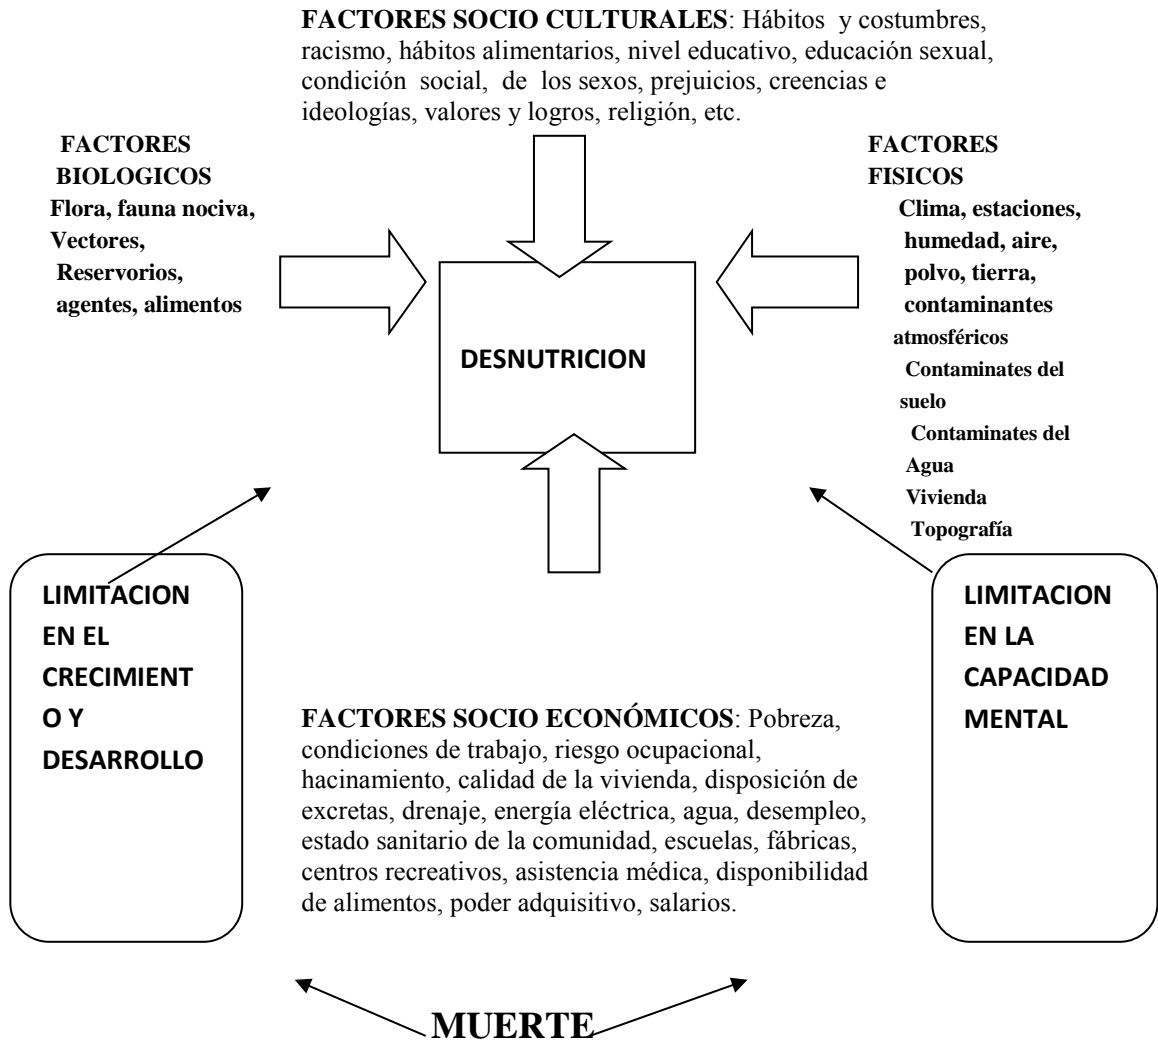 FACTORES SOCIO CULTURALES: Hábitos y costumbres,
racismo, hábitos alimentarios, nivel educativo, educación sexual,
condición social, de los sexos, prejuicios, creencias e
ideologías, valores y logros, religión, etc.
FACTORES
BIOLOGICOS
Flora, fauna nociva,
Vectores,
Reservorios,
agentes, alimentos
FACTORES
FISICOS
Clima, estaciones,
humedad, aire,
polvo, tierra,
contaminantes
atmosféricos
Contaminates del
suelo
Contaminates del
Agua
Vivienda
Topografía
DESNUTRICION
LIMITACION
EN EL
CRECIMIENT
O Y
DESARROLLO
LIMITACION
EN LA
CAPACIDAD
MENTAL
FACTORES SOCIO ECONÓMICOS: Pobreza,
condiciones de trabajo, riesgo ocupacional,
hacinamiento, calidad de la vivienda, disposición de
excretas, drenaje, energía eléctrica, agua, desempleo,
estado sanitario de la comunidad, escuelas, fábricas,
centros recreativos, asistencia médica, disponibilidad
de alimentos, poder adquisitivo, salarios.
MUERTE